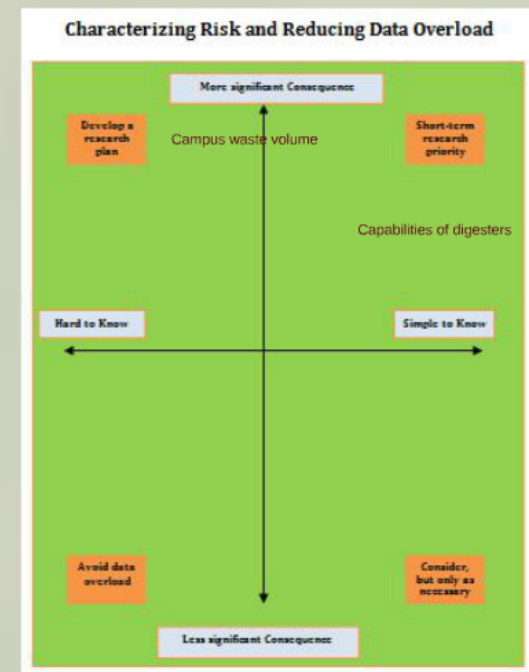 Characterizing Risk and Reducing Data Overload
More significant Consequence
Develop a
research
plan
Campus waste volume
Short-term
research
priority
Capabilities of digesters
Hard to Know
Simple to Know
Avoid data
overload
Consider,
but only as
necessary
Less significant Consequence